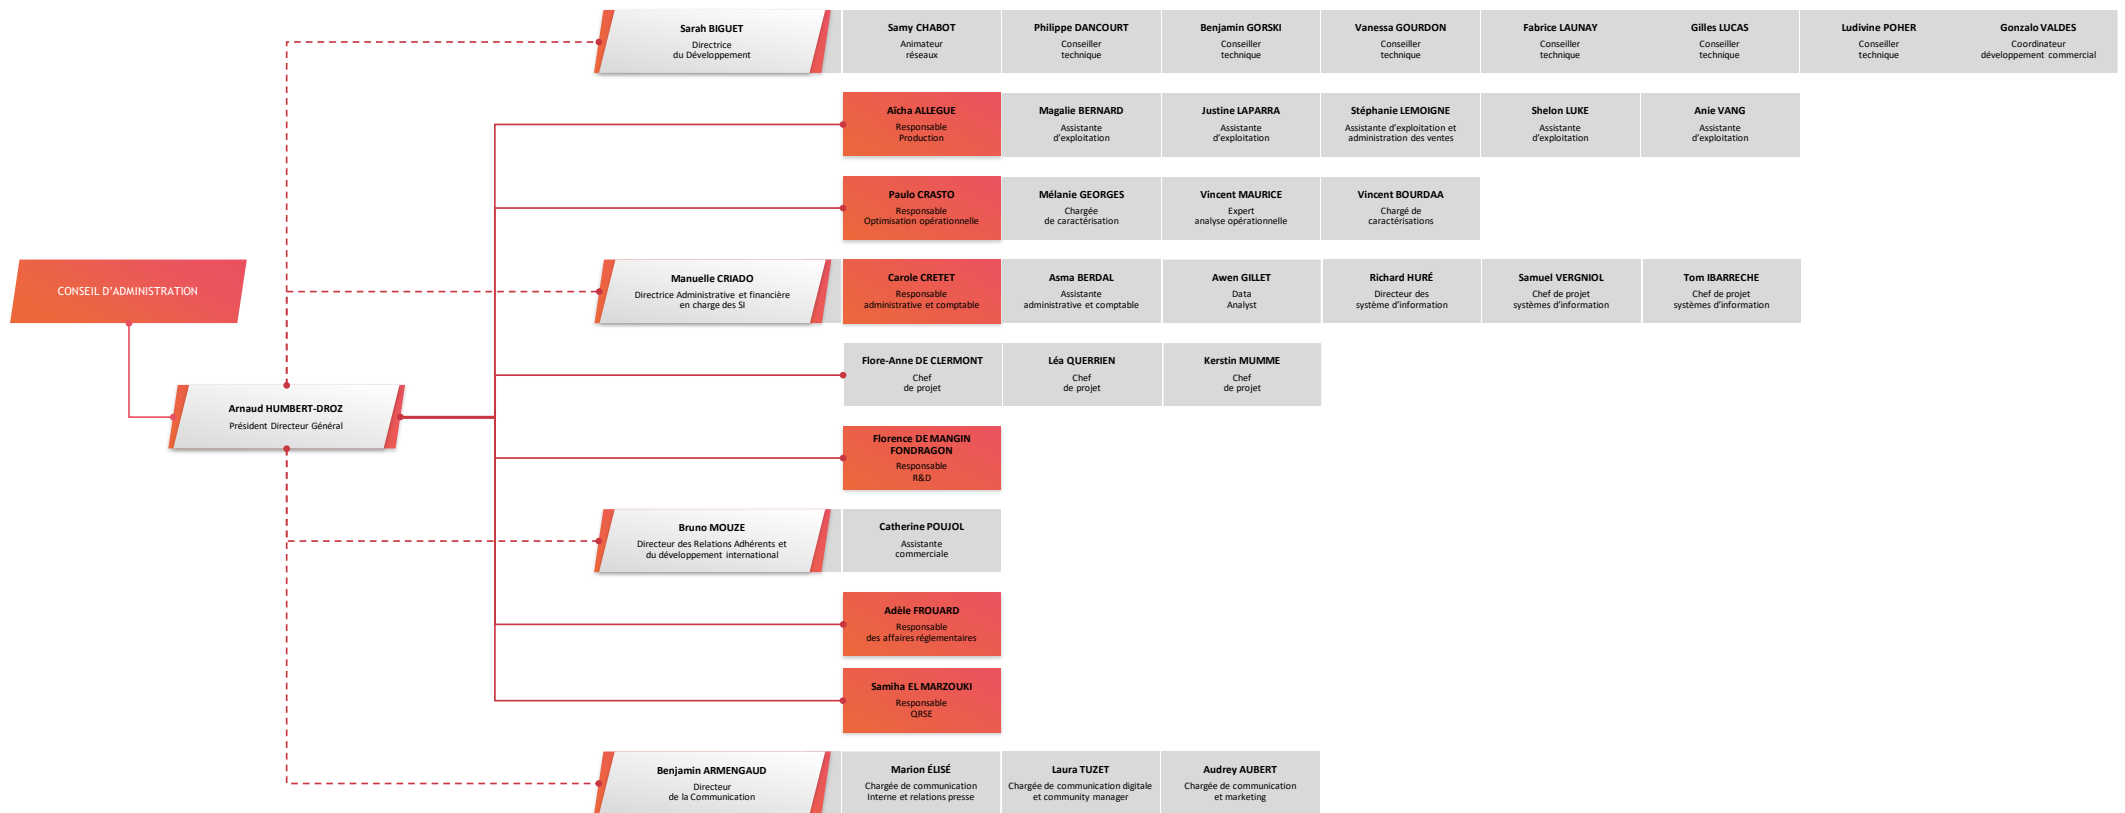 Sarah BIGUET
Directrice
du Développement
Samy CHABOT
Animateur
réseaux
Philippe DANCOURT
Conseiller
technique
Benjamin GORSKI
Conseiller
technique
Vanessa GOURDON
Conseiller
technique
Fabrice LAUNAY
Conseiller
technique
Gilles LUCAS
Conseiller
technique
Ludivine POHER
Conseiller
technique
Gonzalo VALDES
Coordinateur
développement commercial
Aïcha ALLEGUE
Responsable
Production
Magalie BERNARD
Assistante
d'exploitation
Justine LAPARRA
Assistante
d'exploitation
Stéphanie LEMOIGNE
Assistante d'exploitation et
administration des ventes
Shelon LUKE
Assistante
d'exploitation
Anie VANG
Assistante
d'exploitation
Paulo CRASTO
Responsable
Optimisation opérationnelle
Mélanie GEORGES
Chargée
de caractérisation
Vincent MAURICE
Expert
analyse opérationnelle
Vincent BOURDAA
Chargé de
caractérisations
CONSEIL D'ADMINISTRATION
Manuelle CRIADO
Directrice Administrative et financière
en charge des SI
Carole CRETET
Responsable
administrative et comptable
Asma BERDAL
Assistante
administrative et comptable
Awen GILLET
Data
Analyst
Richard HURÉ
Directeur des
système d'information
Samuel VERGNIOL
Chef de projet
systèmes d'information
Tom IBARRECHE
Chef de projet
systèmes d'information
Flore-Anne DE CLERMONT
Chef
de projet
Léa QUERRIEN
Chef
de projet
Kerstin MUMME
Chef
de projet
Arnaud HUMBERT-DROZ
Président Directeur Général
Florence DE MANGIN
FONDRAGON
Responsable
R&D
Bruno MOUZE
Directeur des Relations Adhérents et
du développement international
Catherine POUJOL
Assistante
commerciale
Adèle FROUARD
Responsable
des affaires réglementaires
Samiha EL MARZOUKI
Responsable
QRSE
Benjamin ARMENGAUD
Directeur
de la Communication
Marion ÉLISÉ
Chargée de communication
Interne et relations presse
Laura TUZET
Chargée de communication digitale
et community manager
Audrey AUBERT
Chargée de communication
et marketing